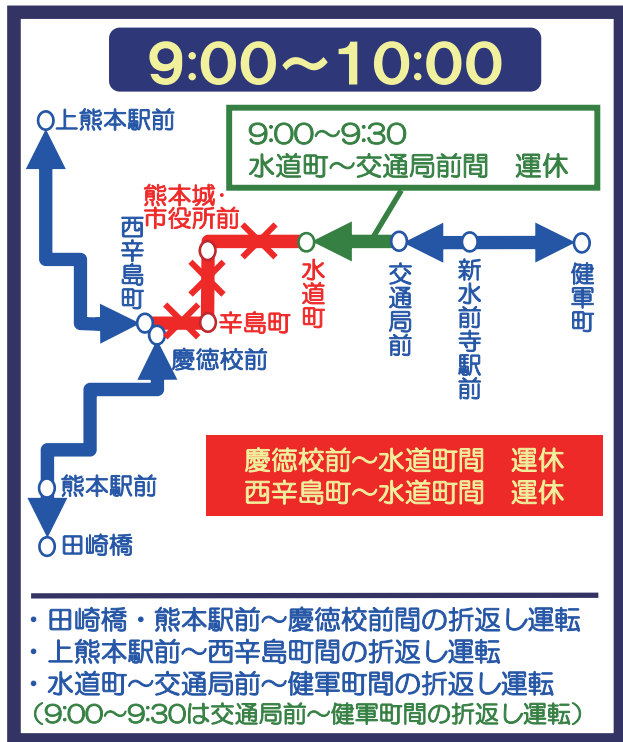 9:00～10:00
上熊本駅前
9:00～9:30
水道町～交通局前間　運休
熊本城・
市役所前
西辛島町
辛島町
水道町
交通局前
新水前寺駅前
健軍町
慶徳校前
熊本駅前
田崎橋
慶徳校前～水道町間　運休
西辛島町～水道町間　運休
・田崎橋・熊本駅前～慶徳校前間の折返し運転
・上熊本駅前～西辛島町間の折返し運転
・水道町～交通局前～健軍町間の折返し運転
（9:00～9:30は交通局前～健軍町間の折返し運転）